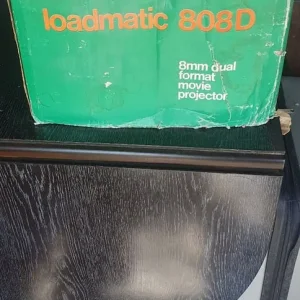 loadmatic 808D
8mm dual
format
movie
projector